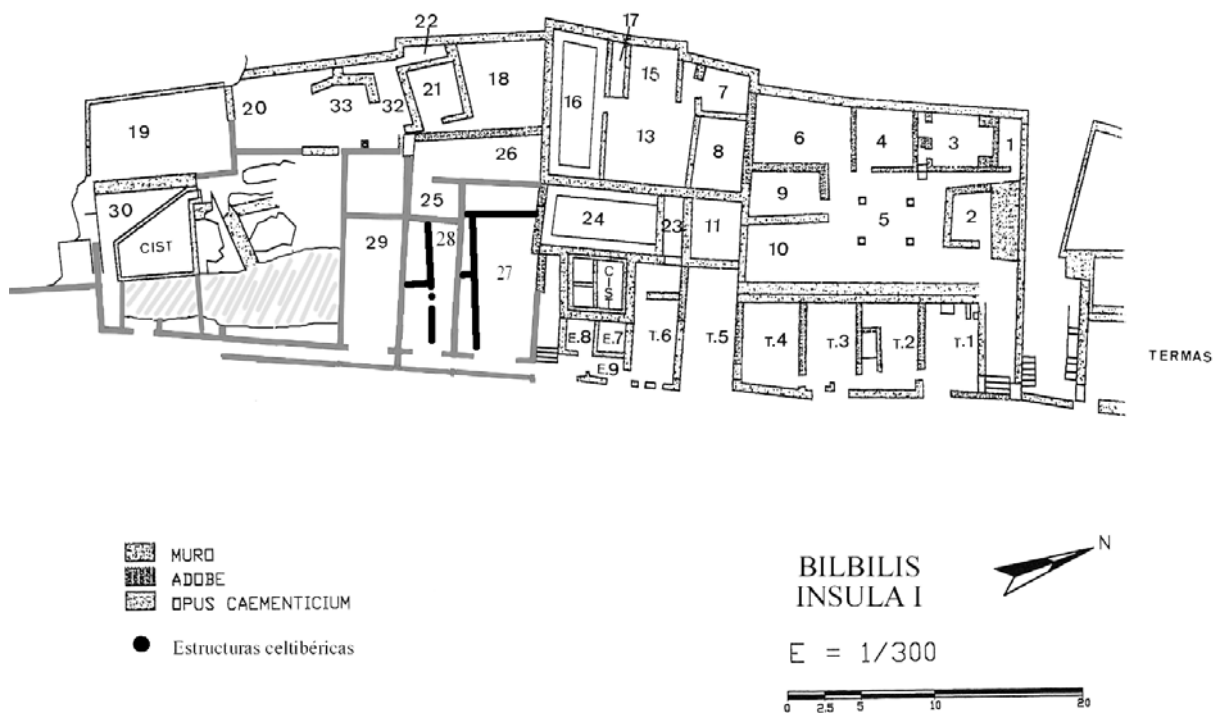 22
17
20
33
32
21
18
15
7
19
16
13
6
4
3
1
8
26
30
25
9
24
23
11
5
2
CIST
29
28
27
10
CIST
E.8
E.7
T.6
T.5
T.4
T.3
T.2
T.1
E.9
TERMAS
MURO
ADOBE
OPUS CAEMENTICIUM
Estructuras celtibéricas
BILBILIS
INSULA I
N
E = 1/300
0 2.5 5 10 20